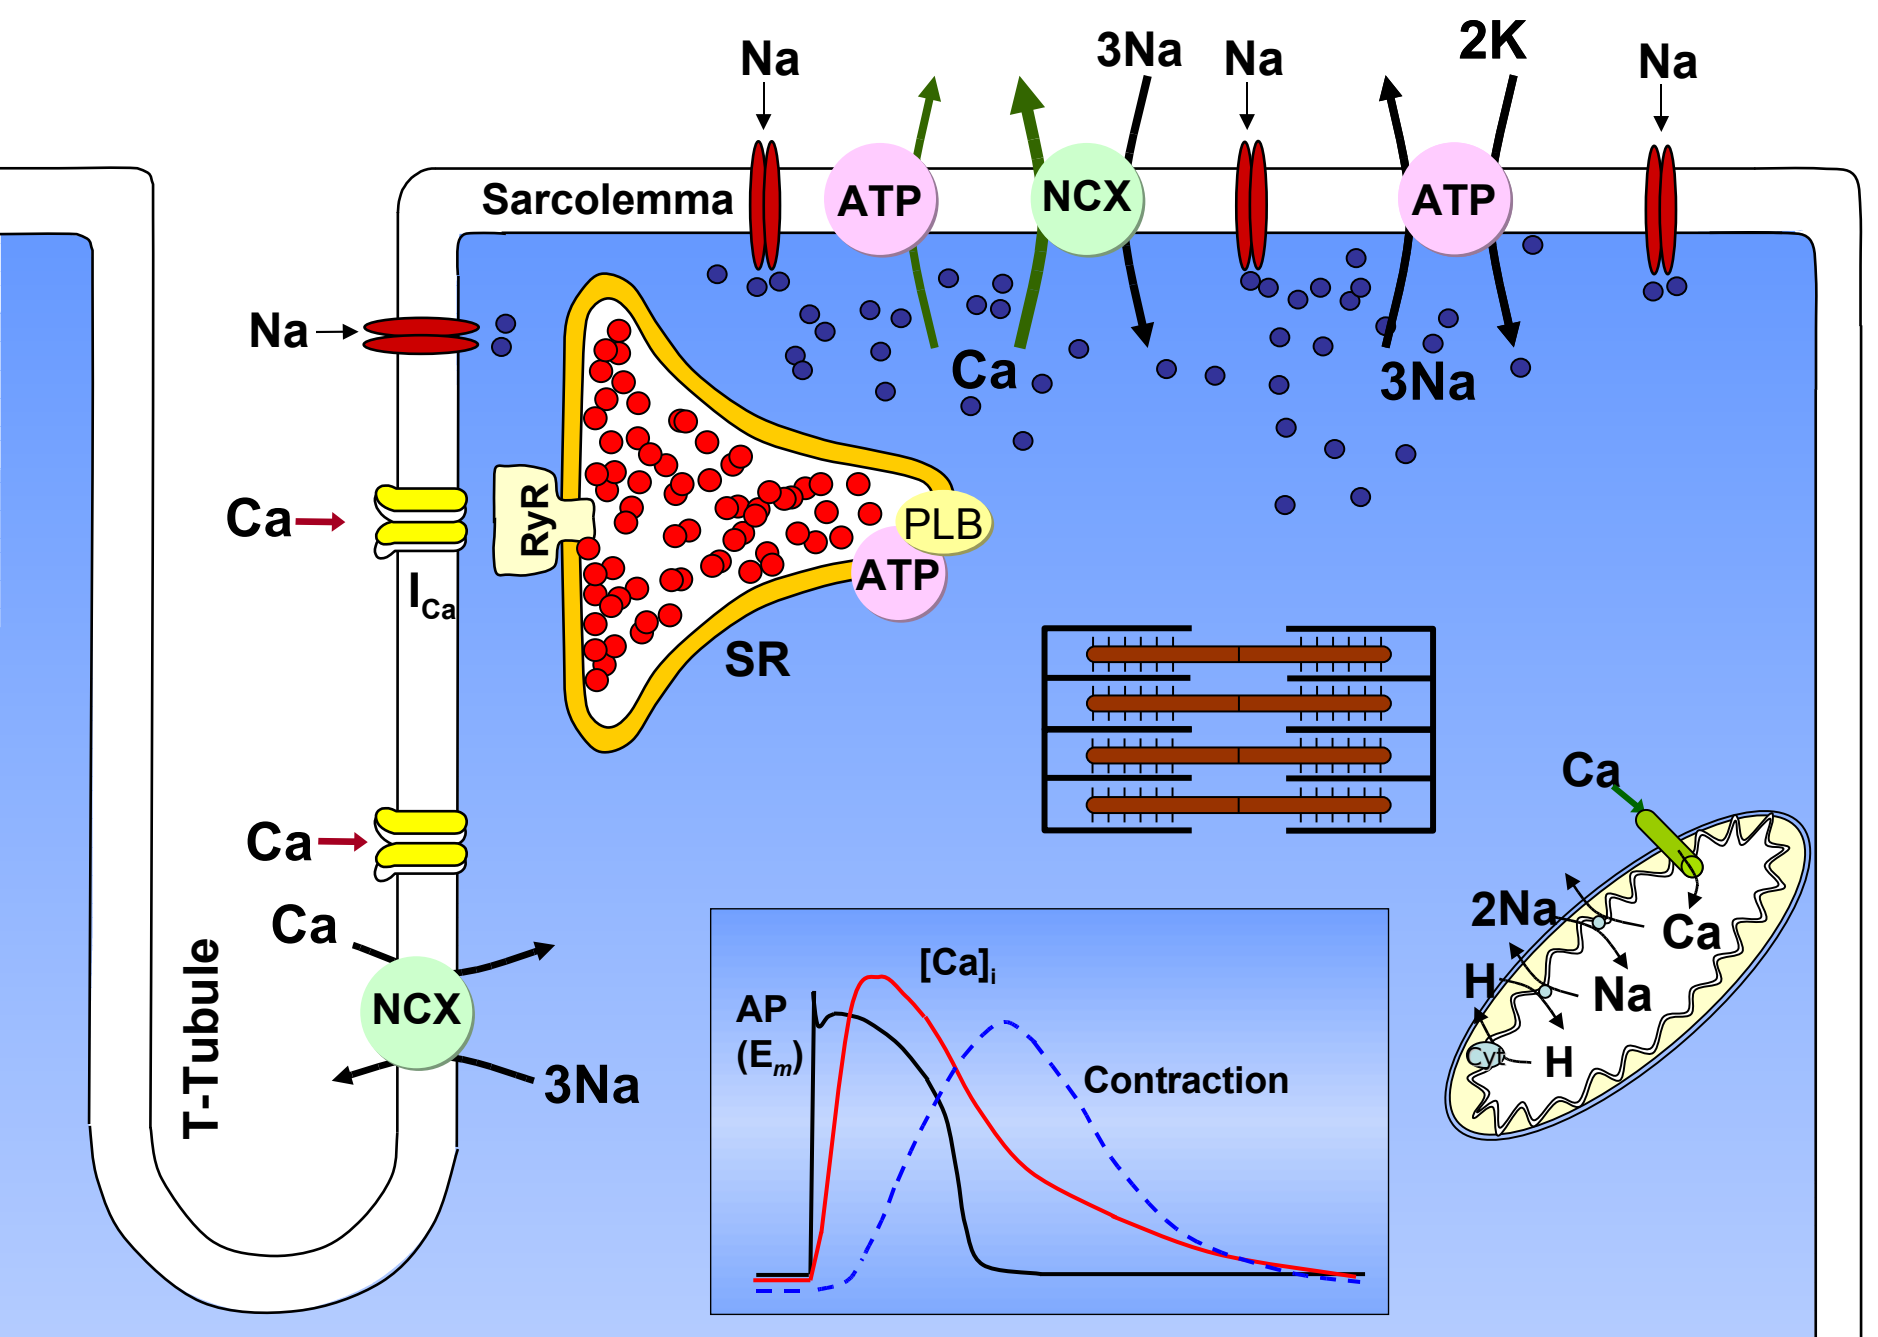 Na
3Na
Na
2K
Na
Sarcolemma
ATP
NCX
ATP
Na
Ca
3Na
Ca
RyR
PLB
ATP
I_Ca
SR
Ca
Ca
Ca
2Na
Ca
H
Na
NCX
T-Tubule
3Na
Cyt
H
[Ca]i
AP
(Em)
Contraction